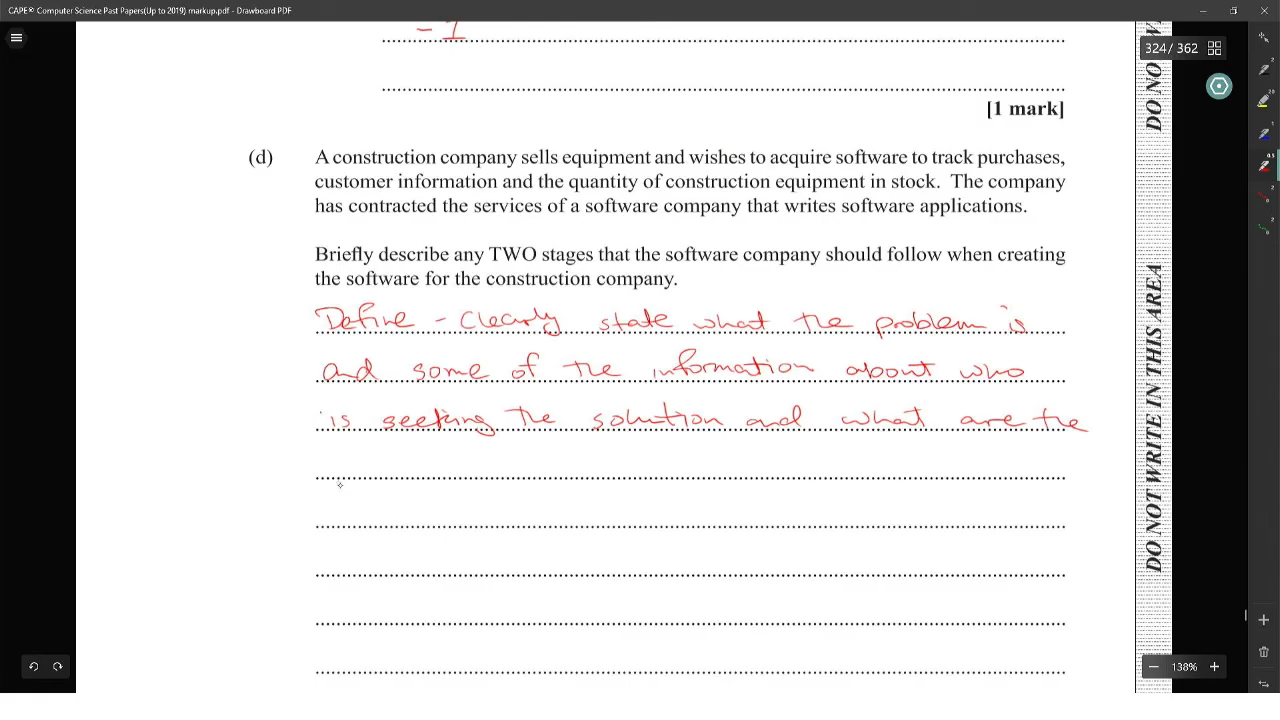 CAPE® Computer Science Past Papers(Up to 2019) markup.pdf - Drawboard PDF
-1
324 / 362
[1 mark]
(d) A construction company sells equipment and wishes to acquire software to track purchases,
customer information and the quantity of construction equipment in stock. The company
has contracted the services of a software company that writes software applications.
Briefly describe any TWO stages that the software company should follow when creating
the software for the construction company.
Define - clearly state what the problem is
and some of the information about who
is seeking the solution and what are the
DO NOT WRITE IN THIS AREA
DO NO
138%